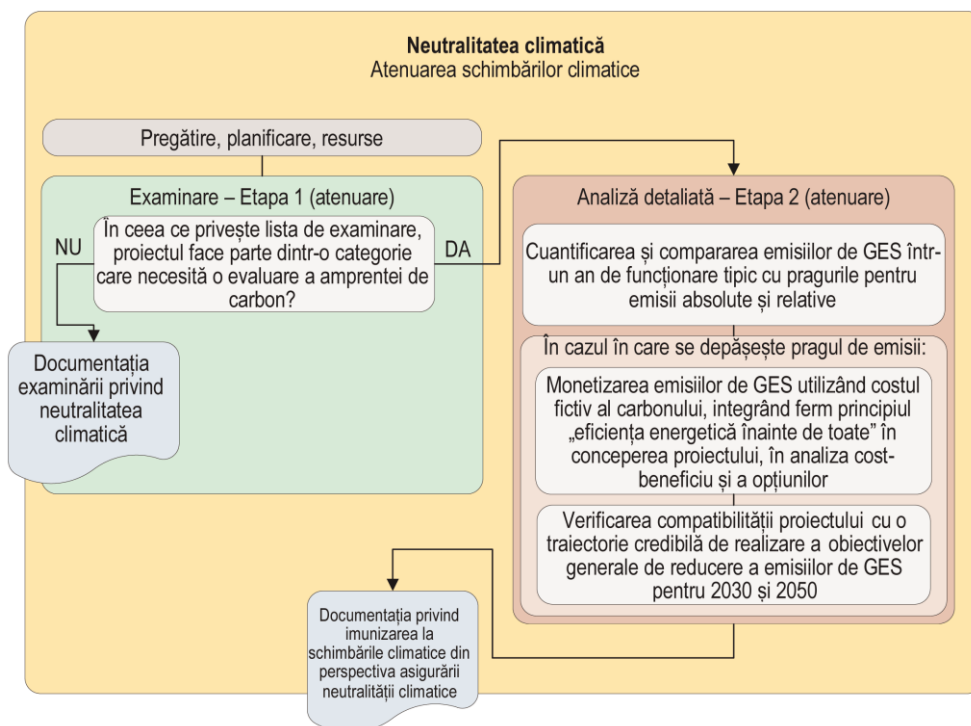 Neutralitatea climatică
Atenuarea schimbărilor climatice
Pregătire, planificare, resurse
Examinare – Etapa 1 (atenuare)
În ceea ce privește lista de examinare,
proiectul face parte dintr-o categorie
care necesită o evaluare a amprentei de
carbon?
NU
DA
Documentația
examinării privind
neutralitatea
climatică
Analiză detaliată – Etapa 2 (atenuare)
Cuantificarea și compararea emisiilor de GES într-
un an de funcționare tipic cu pragurile pentru
emisii absolute și relative
În cazul în care se depășește pragul de emisii:
Monetizarea emisiilor de GES utilizând costul
fictiv al carbonului, integrând ferm principiul
„eficiența energetică înainte de toate” în
conceperea proiectului, în analiza cost-
beneficiu și a opțiunilor
Verificarea compatibilității proiectului cu o
traiectorie credibilă de realizare a obiectivelor
generale de reducere a emisiilor de GES
pentru 2030 și 2050
Documentația privind
imunizarea la
schimbările climatice din
perspectiva asigurării
neutralității climatice